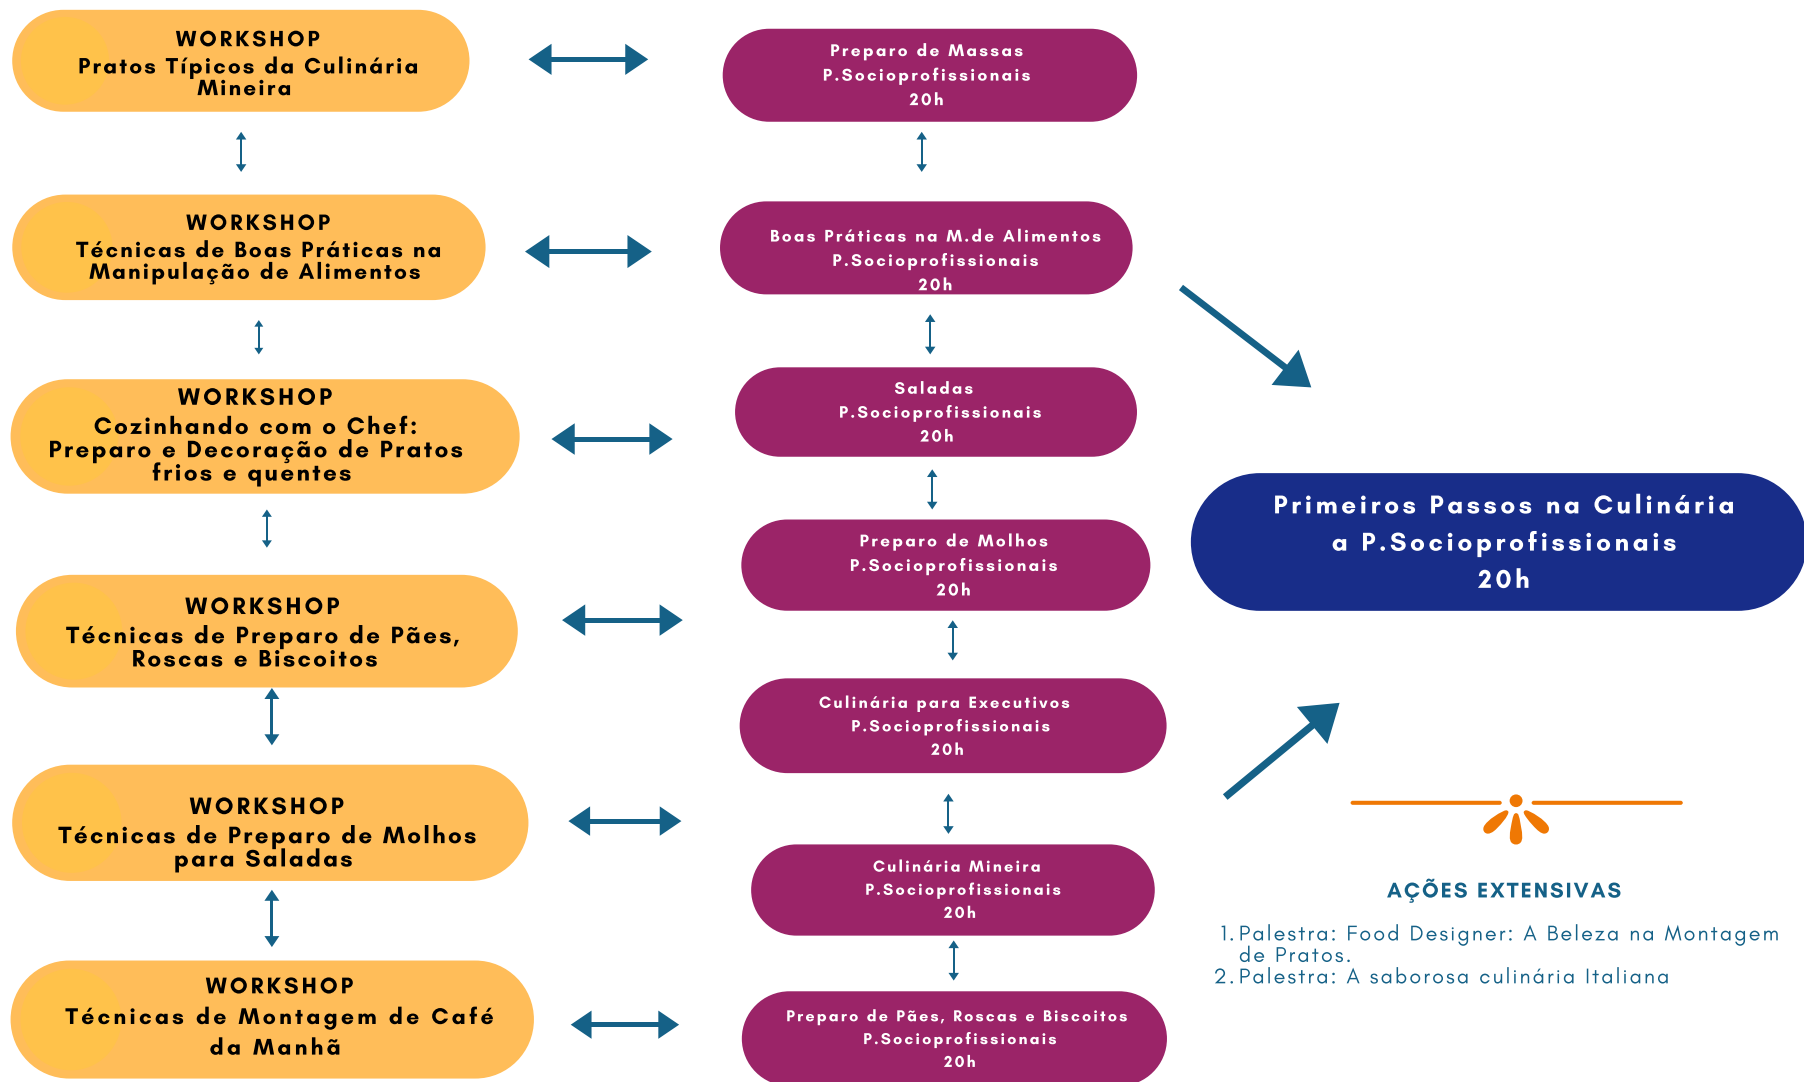 WORKSHOP
Pratos Típicos da Culinária
Mineira
WORKSHOP
Técnicas de Boas Práticas na
Manipulação de Alimentos
WORKSHOP
Cozinhando com o Chef:
Preparo e Decoração de Pratos
frios e quentes
WORKSHOP
Técnicas de Preparo de Pães,
Roscas e Biscoitos
WORKSHOP
Técnicas de Preparo de Molhos
para Saladas
WORKSHOP
Técnicas de Montagem de Café
da Manhã
Preparo de Massas
P.Socioprofissionais
20h
Boas Práticas na M.de Alimentos
P.Socioprofissionais
20h
Saladas
P.Socioprofissionais
20h
Preparo de Molhos
P.Socioprofissionais
20h
Culinária para Executivos
P.Socioprofissionais
20h
Culinária Mineira
P.Socioprofissionais
20h
Preparo de Pães, Roscas e Biscoitos
P.Socioprofissionais
20h
Primeiros Passos na Culinária
a P.Socioprofissionais
20h
AÇÕES EXTENSIVAS
1. Palestra: Food Designer: A Beleza na Montagem
de Pratos.
2. Palestra: A saborosa culinária Italiana